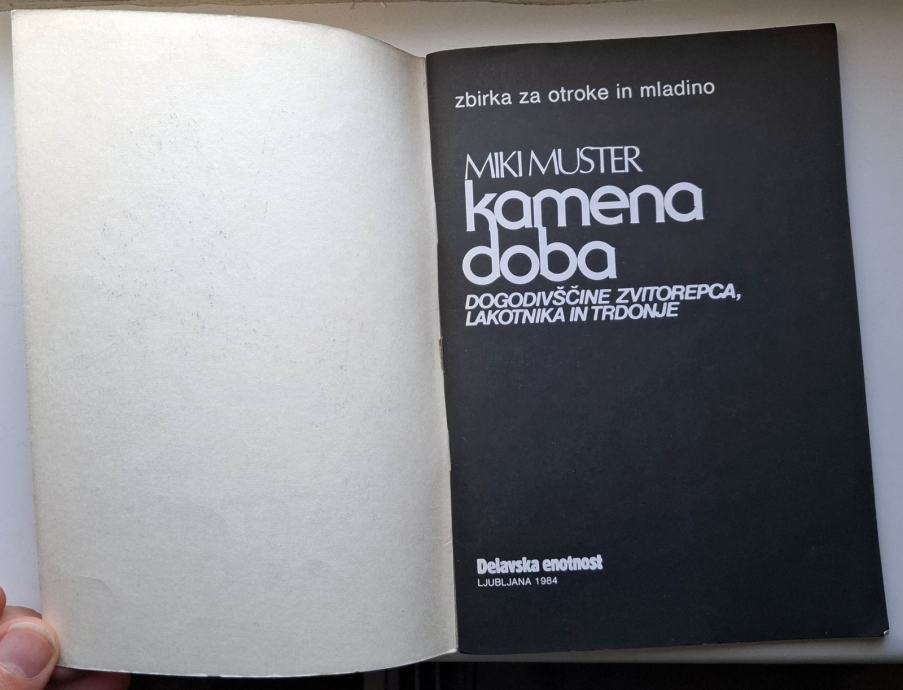 zbirka za otroke in mladino
MIKI MUSTER
kamena
doba
DOGODIVŠČINE ZVITOREPCA,
LAKOTNIKA IN TRDONJE
Delavska enotnost
LJUBLJANA 1984